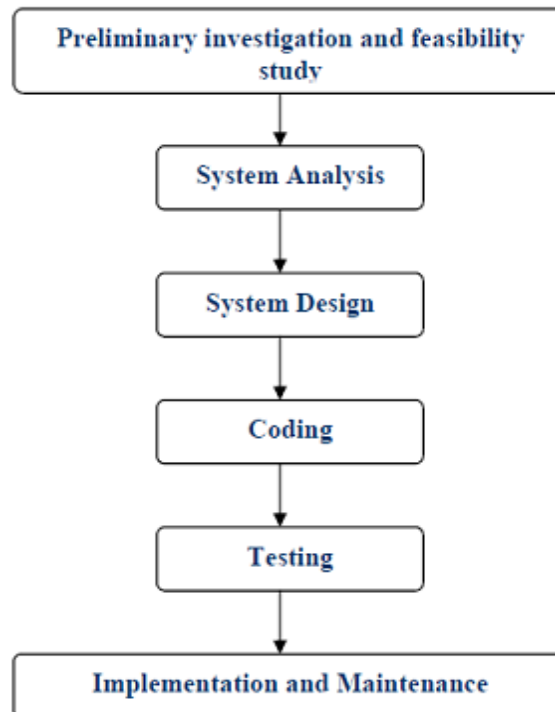 Preliminary investigation and feasibility
study
System Analysis
System Design
Coding
Testing
Implementation and Maintenance